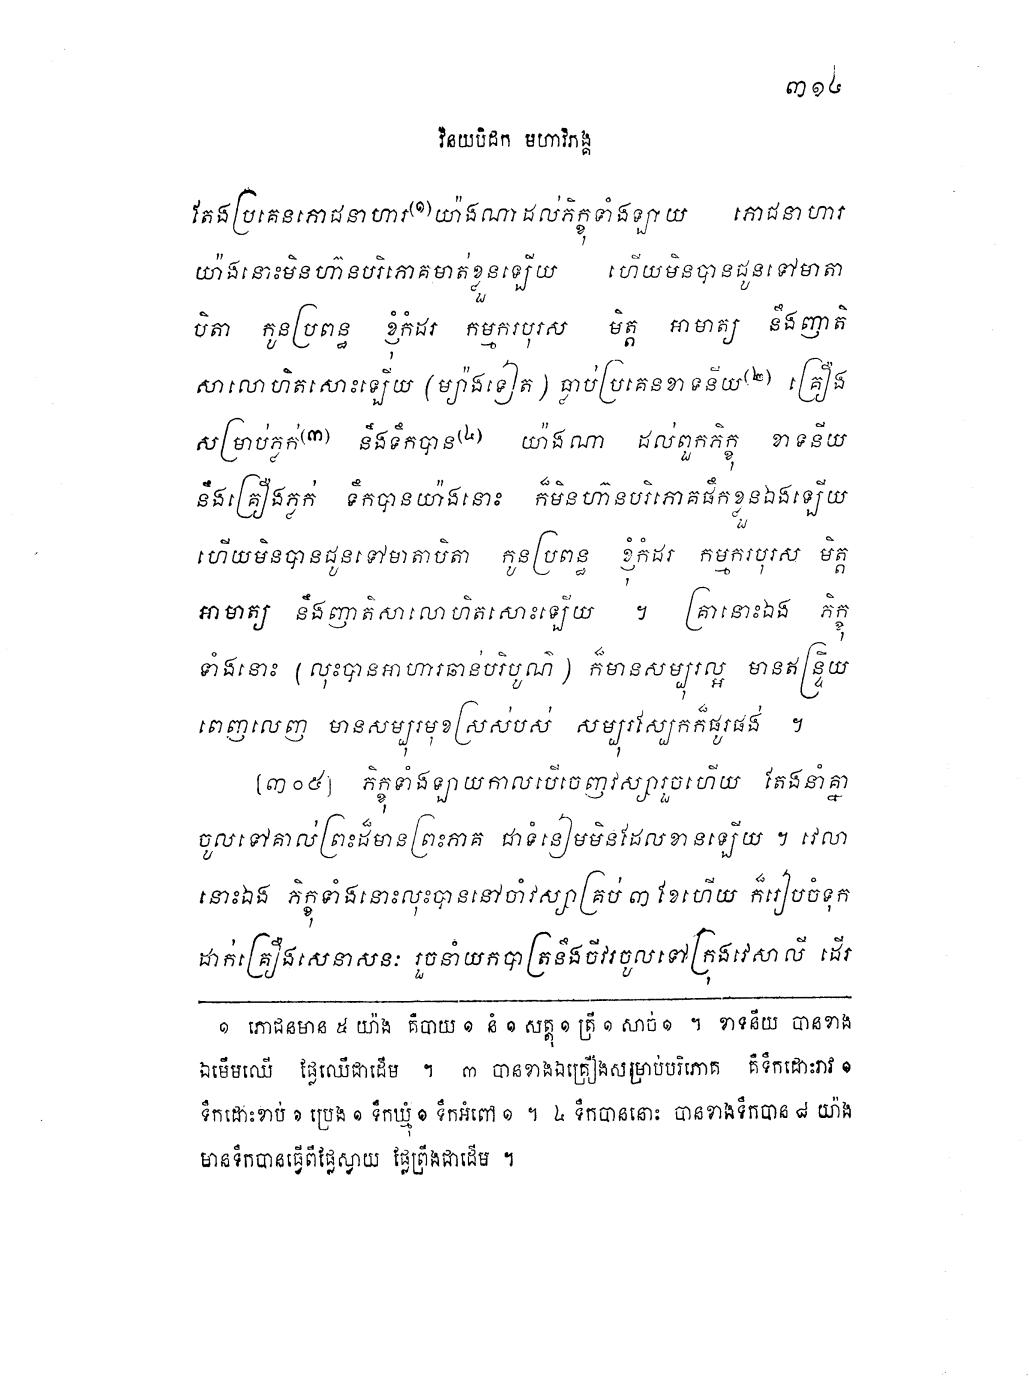 ៣១៤
វិនយបិដក មហាវិភង្គ
តែងប្រគេនភោជនាហារ(១)យ៉ាងណាដល់ភិក្ខុទាំងឡាយ ភោជនាហារ
យ៉ាងនោះមិនហ៊ានបរិភោគមាត់ខ្លួនឡើយ ហើយមិនបានជូនទៅមាតា
បិតា កូនប្រពន្ធ ខ្ញុំកំដរ កម្មករបុរស មិត្ត អាមាត្យ នឹងញាតិ
សាលោហិតសោះឡើយ (ម្យ៉ាងទៀត) ធ្លាប់ប្រគេនខាទនីយ(២) គ្រឿង
សម្រាប់ភ្លក់(៣) នឹងទឹកបាន(៤) យ៉ាងណា ដល់ពួកភិក្ខុ ខាទនីយ
នឹងគ្រឿងភ្លក់ ទឹកបានយ៉ាងនោះ ក៏មិនហ៊ានបរិភោគផឹកខ្លួនឯងឡើយ
ហើយមិនបានជូនទៅមាតាបិតា កូនប្រពន្ធ ខ្ញុំកំដរ កម្មករបុរស មិត្ត
អាមាត្យ នឹងញាតិសាលោហិតសោះឡើយ ។ គ្រានោះឯង ភិក្ខុ
ទាំងនោះ (លុះបានអាហារធាន់បរិបូណ៌) ក៏មានសម្បុរល្អ មានឥន្ទ្រិយ
ពេញលេញ មានសម្បុរមុខស្រស់បស់ សម្បុរស្បែកក៏ផូរផង់ ។
[៣០៥] ភិក្ខុទាំងឡាយកាលបើចេញវស្សារួចហើយ តែងនាំគ្នា
ចូលទៅគាល់ព្រះដ៏មានព្រះភាគ ជាទំនៀមមិនដែលខានឡើយ ។ វេលា
នោះឯង ភិក្ខុទាំងនោះលុះបាននៅចាំវស្សាគ្រប់ ៣ ខែហើយ ក៏រៀបចំទុក
ដាក់គ្រឿងសេនាសនៈ រួចនាំយកបាត្រនឹងចីវរចូលទៅក្រុងវេសាលី ដើរ
១ ភោជនមាន ៥ យ៉ាង គឺបាយ ១ នំ ១ សត្តុ ១ ត្រី ១ សាច់ ១ ។ ខាទនីយ បានខាង
ឯមើមឈើ ផ្លែឈើជាដើម ។ ៣ បានខាងឯគ្រឿងសម្រាប់បរិភោគ គឺទឹកដោះរាវ ១
ទឹកដោះខាប់ ១ ប្រេង ១ ទឹកឃ្មុំ ១ ទឹកអំពៅ ១ ។ ៤ ទឹកបាននោះ បានខាងទឹកបាន ៨ យ៉ាង
មានទឹកបានធ្វើពីផ្លែស្វាយ ផ្លែព្រីងជាដើម ។